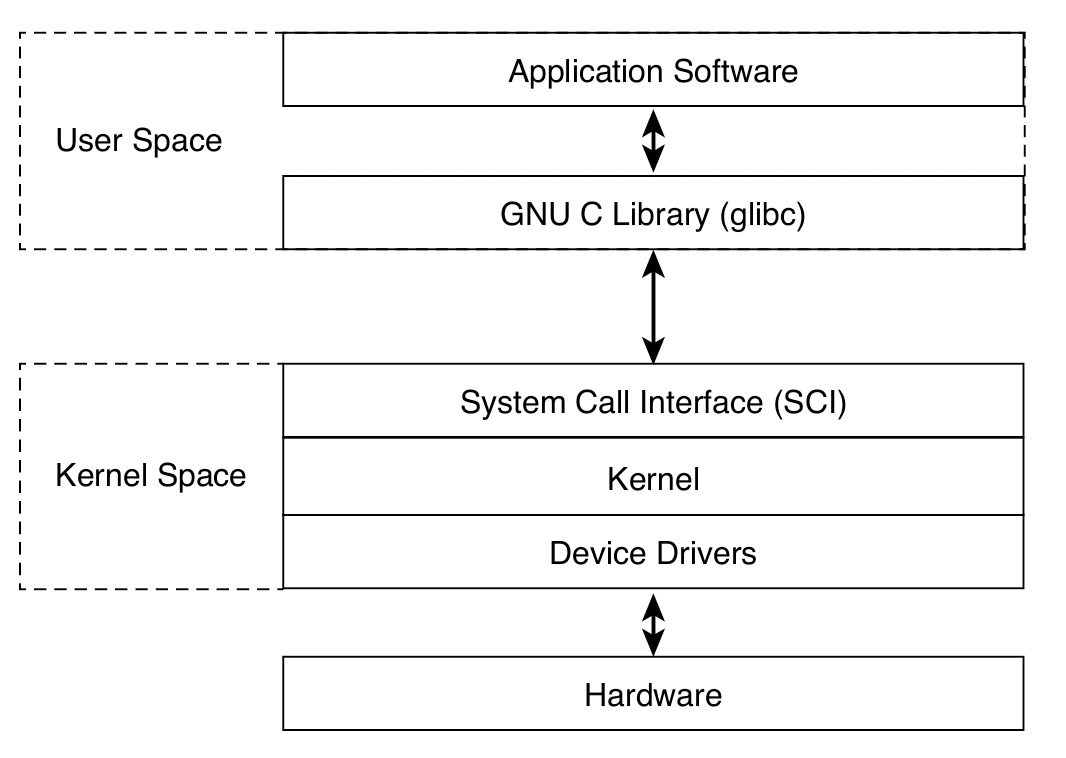 Application Software
User Space
GNU C Library (glibc)
System Call Interface (SCI)
Kernel Space
Kernel
Device Drivers
Hardware